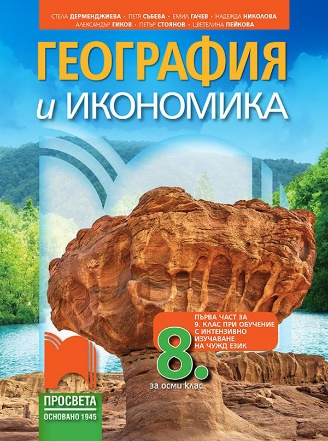 СТЕЛА ДЕРМЕНДЖИЕВА · ПЕТЯ СЪБЕВА · ЕМИЛ ГАЧЕВ · НАДЕЖДА НИКОЛОВА
АЛЕКСАНДЪР ГИКОВ · ПЕТЪР СТОЯНОВ · ЦВЕТЕЛИНА ПЕЙКОВА
ГЕОГРАФИЯ
и ИКОНОМИКА
ПЪРВА ЧАСТ ЗА
9. КЛАС ПРИ ОБУЧЕНИЕ
С ИНТЕНЗИВНО
ИЗУЧАВАНЕ
НА ЧУЖД ЕЗИК
8.
за осми клас
ПРОСВЕТА
ОСНОВАНО 1945